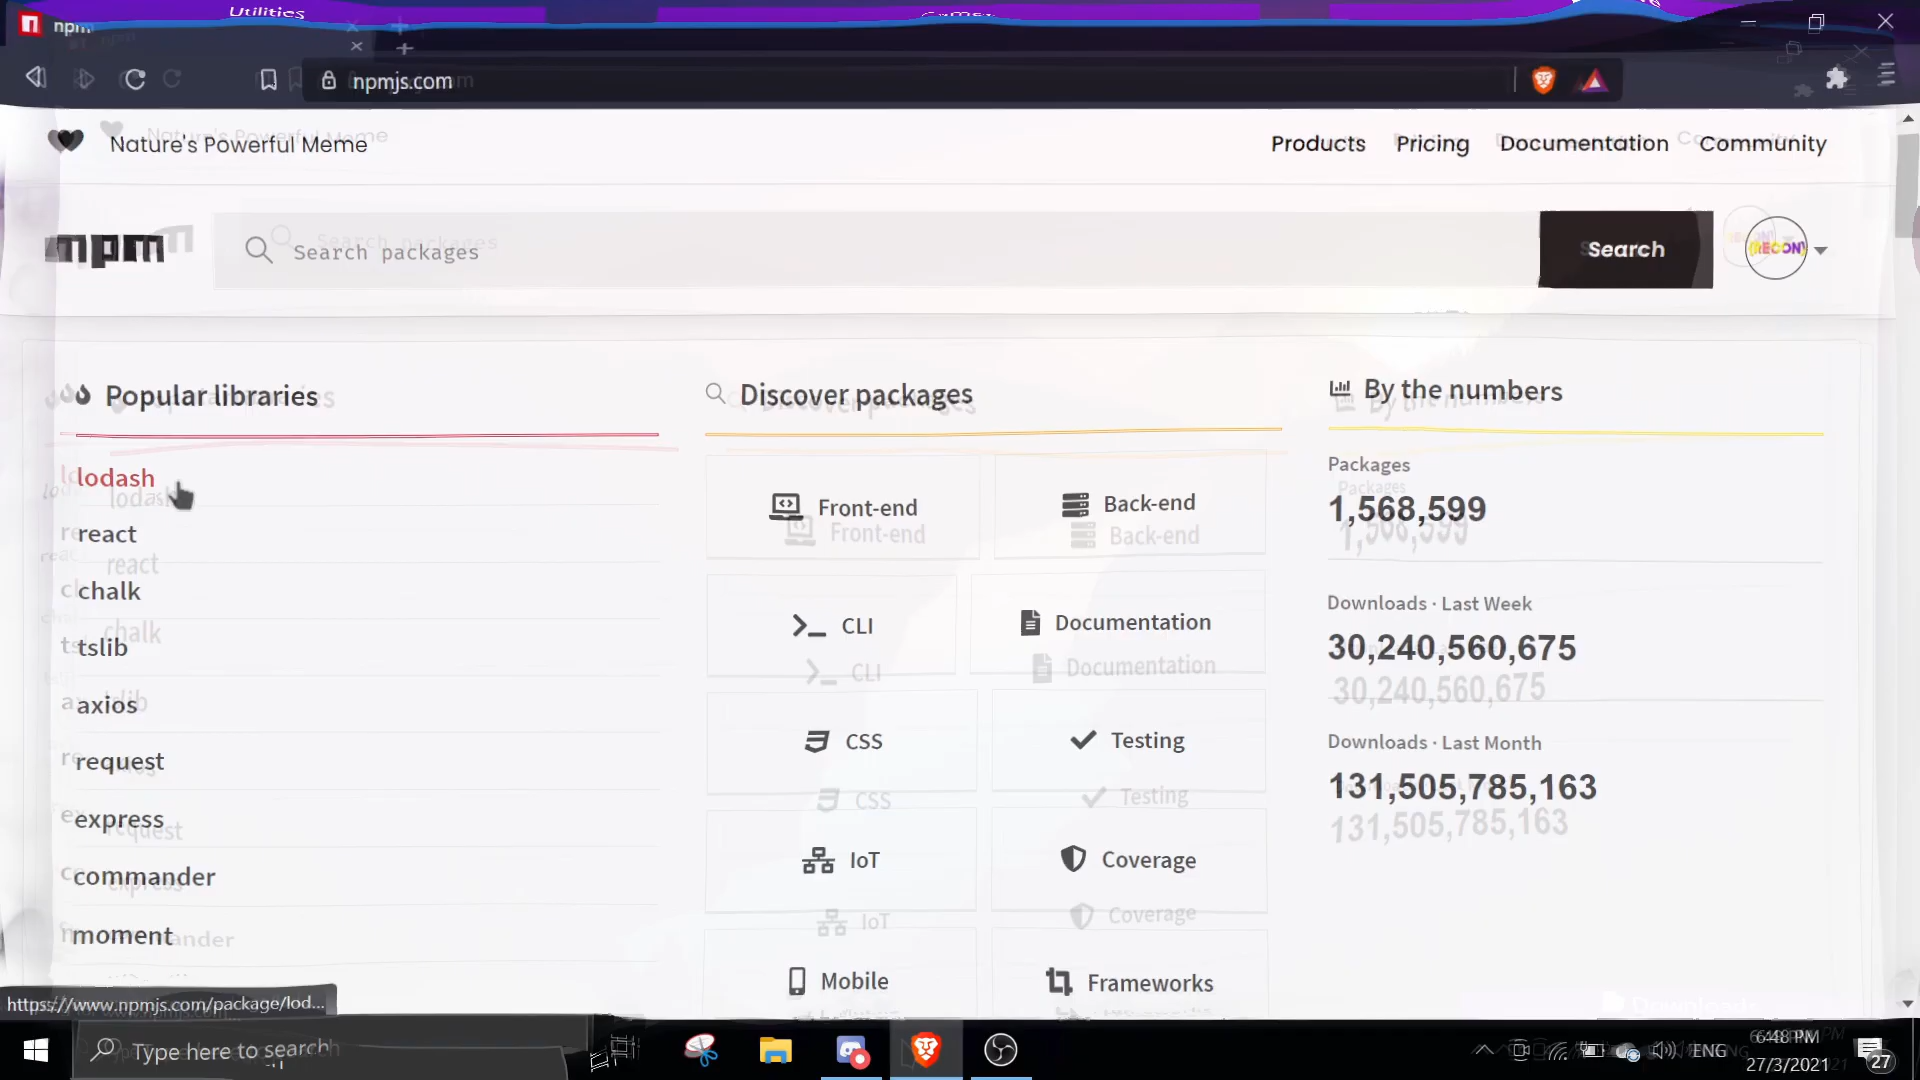 Utilities
npm
npmjs.com
Nature's Powerful Meme
Products
Pricing
Documentation
Community
npm
Search packages
Search
(RECON)
Popular libraries
lodash
react
chalk
tslib
axios
request
express
commander
moment
Discover packages
Front-end
Back-end
CLI
Documentation
CSS
Testing
IoT
Coverage
Mobile
Frameworks
By the numbers
Packages
1,568,599
Downloads · Last Week
30,240,560,675
Downloads · Last Month
131,505,785,163
Downloads
https://www.npmjs.com/package/lod...
Type here to search
ENG
6:48 PM
27/3/2021
27